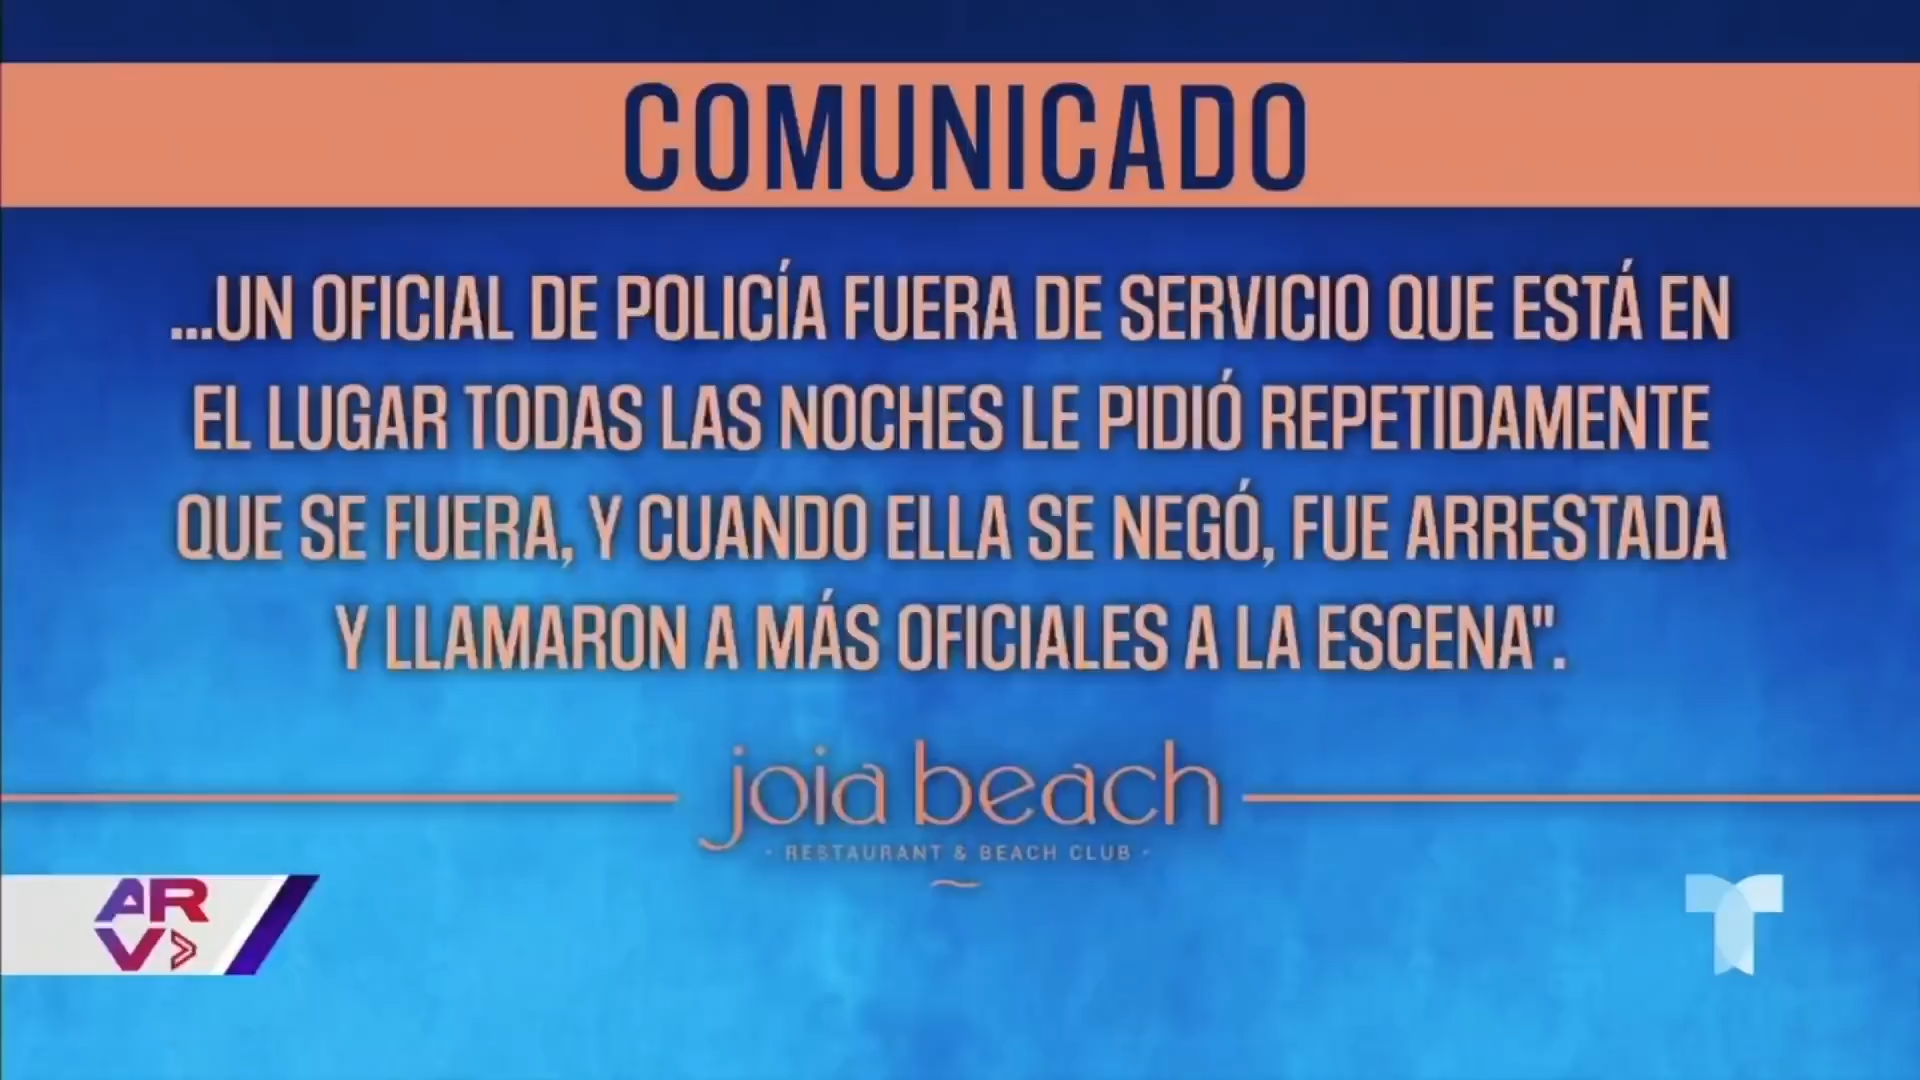 COMUNICADO
...UN OFICIAL DE POLICÍA FUERA DE SERVICIO QUE ESTÁ EN
EL LUGAR TODAS LAS NOCHES LE PIDIÓ REPETIDAMENTE
QUE SE FUERA, Y CUANDO ELLA SE NEGÓ, FUE ARRESTADA
Y LLAMARON A MÁS OFICIALES A LA ESCENA".
joia beach
· RESTAURANT & BEACH CLUB ·
AR
V
T